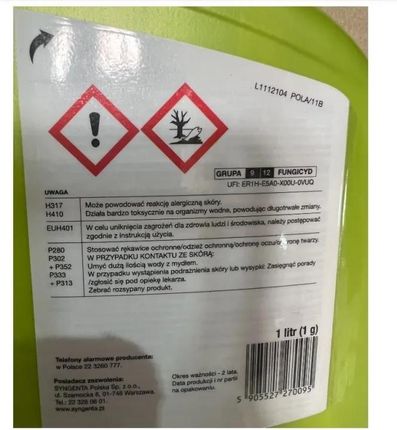 L1112104 POLA/11B
GRUPA 9 12 FUNGICYD
UFI: ER1H-E5A0-X00U-0VUQ
UWAGA
H317 Może powodować reakcję alergiczną skóry.
H410 Działa bardzo toksycznie na organizmy wodne, powodując długotrwałe zmiany.
EUH401 W celu uniknięcia zagrożeń dla zdrowia ludzi i środowiska, należy postępować
zgodnie z instrukcją użycia.
P280 Stosować rękawice ochronne/odzież ochronną/ochronę oczu/ochronę twarzy.
P302 W PRZYPADKU KONTAKTU ZE SKÓRĄ:
+ P352 Umyć dużą ilością wody z mydłem.
P333 W przypadku wystąpienia podrażnienia skóry lub wysypki: Zasięgnąć porady
+ P313 /zgłosić się pod opiekę lekarza.
Zebrać rozsypany produkt.
1 litr (1 g)
Telefony alarmowe producenta:
w Polsce 22 3260 777.
Posiadacz zezwolenia:
SYNGENTA Polska Sp. z o.o.,
ul. Szamocka 8, 01-748 Warszawa.
Tel. 22 328 06 01.
www.syngenta.pl
Okres ważności - 2 lata.
Data produkcji i nr partii
na opakowaniu.
5 905527 270095